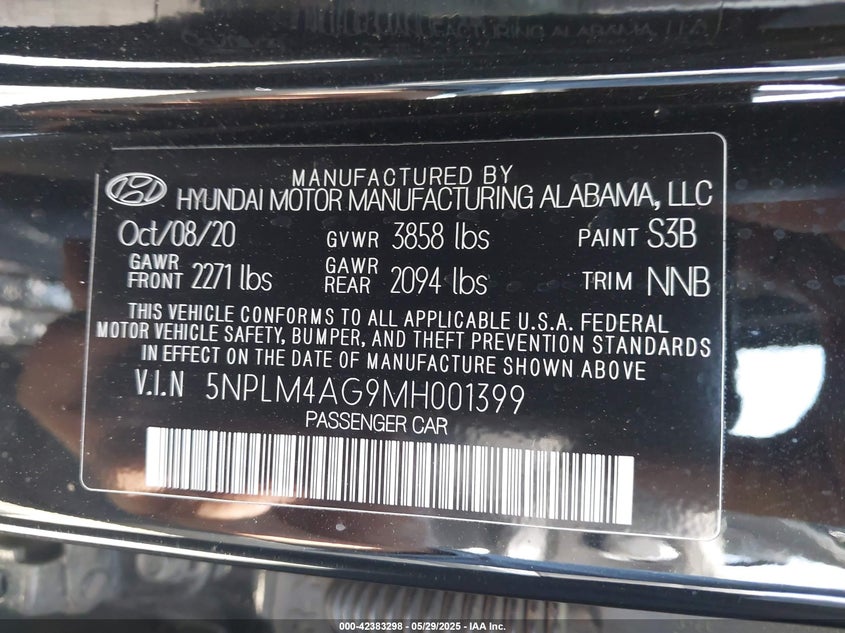 MANUFACTURED BY
HYUNDAI MOTOR MANUFACTURING ALABAMA, LLC
Oct/08/20 GVWR 3858 lbs PAINT S3B
GAWR FRONT 2271 lbs GAWR REAR 2094 lbs TRIM NNB
THIS VEHICLE CONFORMS TO ALL APPLICABLE U.S.A. FEDERAL
MOTOR VEHICLE SAFETY, BUMPER, AND THEFT PREVENTION STANDARDS
IN EFFECT ON THE DATE OF MANUFACTURE SHOWN ABOVE
V.I.N 5NPLM4AG9MH001399
PASSENGER CAR
000-42383298 - 05/29/2025 - IAA Inc.